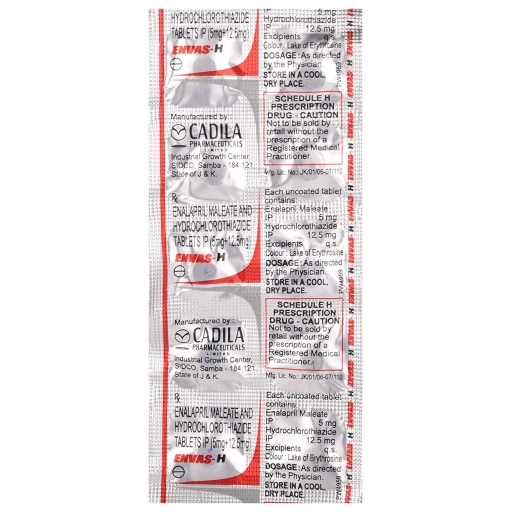 HYDROCHLOROTHIAZIDE
TABLETS IP (5mg+12.5mg)
ENVAS-H
Hydrochlorothiazide
IP 12.5 mg
Excipients q.s.
Colour : Lake of Erythrosine
DOSAGE: As directed
by the Physician.
STORE IN A COOL,
DRY PLACE.
Manufactured by :
CADILA
PHARMACEUTICALS
LIMITED
Industrial Growth Center,
SIDCO, Samba - 184 121
State of J & K.
SCHEDULE H
PRESCRIPTION
DRUG - CAUTION
Not to be sold by
retail without the
prescription of a
Registered Medical
Practitioner.
Mfg. Lic. No.: JK/01/06-07/110
Rx
ENALAPRIL MALEATE AND
HYDROCHLOROTHIAZIDE
TABLETS IP (5mg+12.5mg)
ENVAS-H
Each uncoated tablet
contains:
Enalapril Maleate
IP 5 mg
Hydrochlorothiazide
IP 12.5 mg
Excipients q.s.
Colour : Lake of Erythrosine
DOSAGE: As directed
by the Physician.
STORE IN A COOL,
DRY PLACE.
Manufactured by :
CADILA
PHARMACEUTICALS
LIMITED
Industrial Growth Center,
SIDCO, Samba - 184 121
State of J & K.
SCHEDULE H
PRESCRIPTION
DRUG - CAUTION
Not to be sold by
retail without the
prescription of a
Registered Medical
Practitioner.
Mfg. Lic. No.: JK/01/06-07/110
Rx
ENALAPRIL MALEATE AND
HYDROCHLOROTHIAZIDE
TABLETS IP (5mg+12.5mg)
ENVAS-H
Each uncoated tablet
contains:
Enalapril Maleate
IP 5 mg
Hydrochlorothiazide
IP 12.5 mg
Excipients q.s.
Colour : Lake of Erythrosine
DOSAGE: As directed
by the Physician.
STORE IN A COOL,
DRY PLACE.
ENVAS-H ENVAS-H ENVAS-H ENVAS-H ENVAS-H